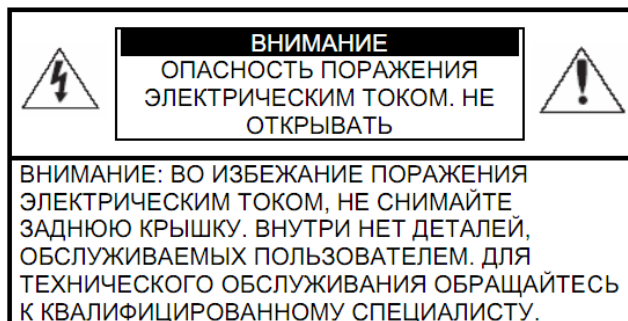 ВНИМАНИЕ
ОПАСНОСТЬ ПОРАЖЕНИЯ
ЭЛЕКТРИЧЕСКИМ ТОКОМ. НЕ
ОТКРЫВАТЬ
ВНИМАНИЕ: ВО ИЗБЕЖАНИЕ ПОРАЖЕНИЯ
ЭЛЕКТРИЧЕСКИМ ТОКОМ, НЕ СНИМАЙТЕ
ЗАДНЮЮ КРЫШКУ. ВНУТРИ НЕТ ДЕТАЛЕЙ,
ОБСЛУЖИВАЕМЫХ ПОЛЬЗОВАТЕЛЕМ. ДЛЯ
ТЕХНИЧЕСКОГО ОБСЛУЖИВАНИЯ ОБРАЩАЙТЕСЬ
К КВАЛИФИЦИРОВАННОМУ СПЕЦИАЛИСТУ.